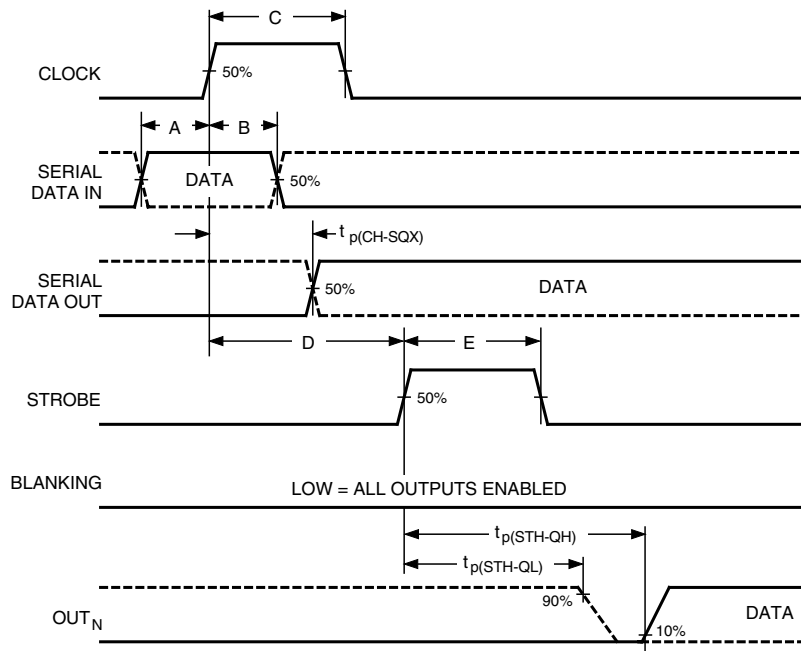 C
CLOCK
50%
A
B
SERIAL
DATA IN
DATA
50%
t p(CH-SQX)
SERIAL
DATA OUT
50%
DATA
D
E
STROBE
50%
BLANKING
LOW = ALL OUTPUTS ENABLED
t p(STH-QH)
t p(STH-QL)
90%
DATA
OUT N
10%